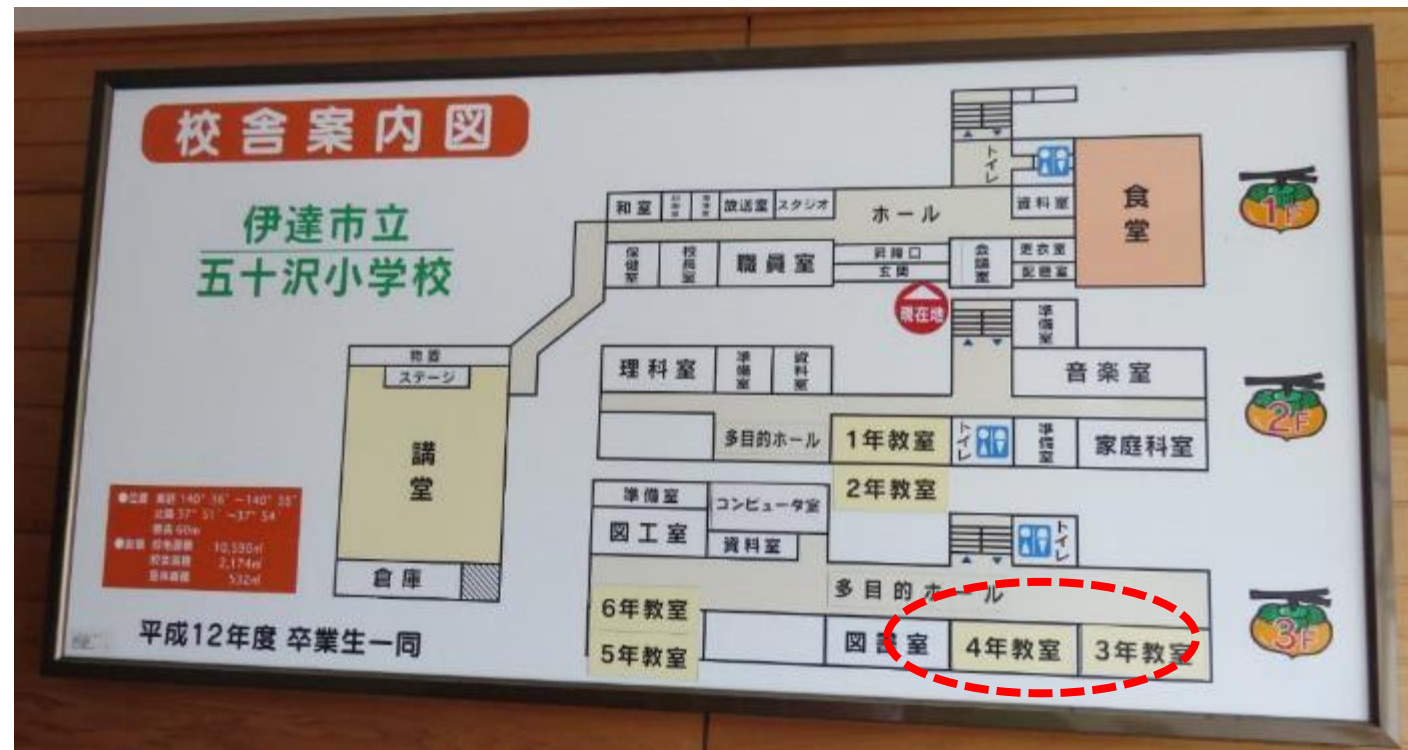 校舎案内図
伊達市立
五十沢小学校
トイレ
食堂
1F
和室
放送室
スタジオ
ホール
資料室
保健室
校長室
職員室
昇降口
玄関
会議室
更衣室
配膳室
現在地
準備室
理科室
準備室
資料室
音楽室
2F
多目的ホール
1年教室
トイレ
準備室
家庭科室
2年教室
物置
ステージ
講堂
倉庫
準備室
コンピュータ室
図工室
資料室
トイレ
多目的ホール
6年教室
5年教室
図書室
4年教室
3年教室
3F
10,596㎡
2,174㎡
532㎡
平成12年度 卒業生一同